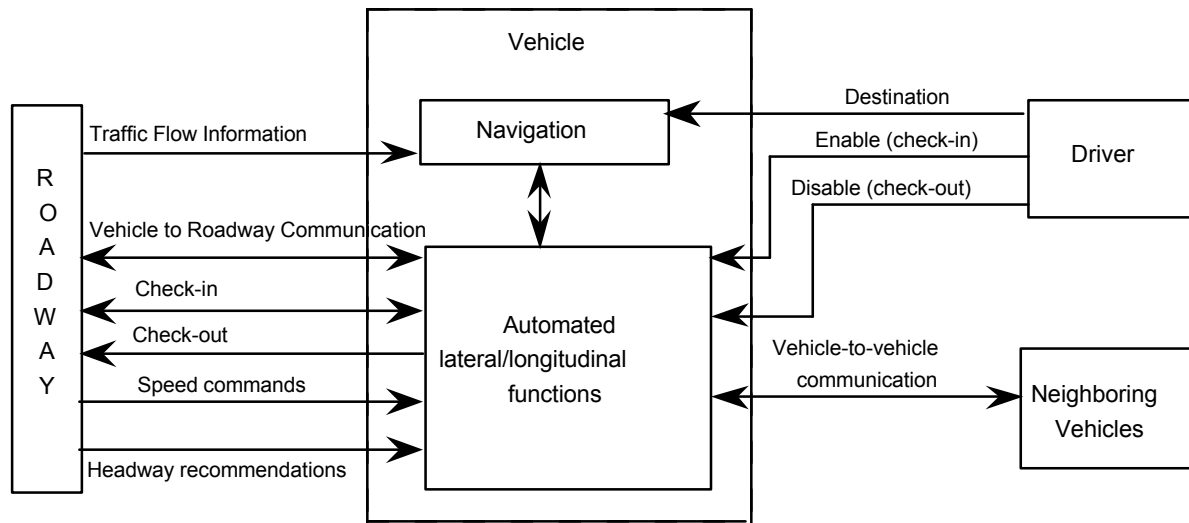 Vehicle
Navigation
Automated
lateral/longitudinal
functions
R
O
A
D
W
A
Y
Traffic Flow Information
Vehicle to Roadway Communication
Check-in
Check-out
Speed commands
Headway recommendations
Destination
Enable (check-in)
Disable (check-out)
Driver
Vehicle-to-vehicle
communication
Neighboring
Vehicles